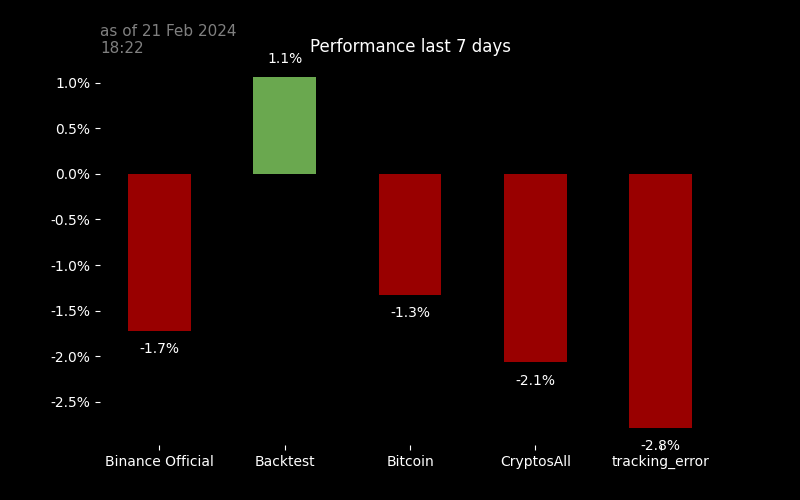 as of 21 Feb 2024
18:22
Performance last 7 days
1.1%
1.0%
0.5%
0.0%
-0.5%
-1.0%
-1.5%
-2.0%
-2.5%
-1.7%
-1.3%
-2.1%
-2.8%
Binance Official
Backtest
Bitcoin
CryptosAll
tracking_error